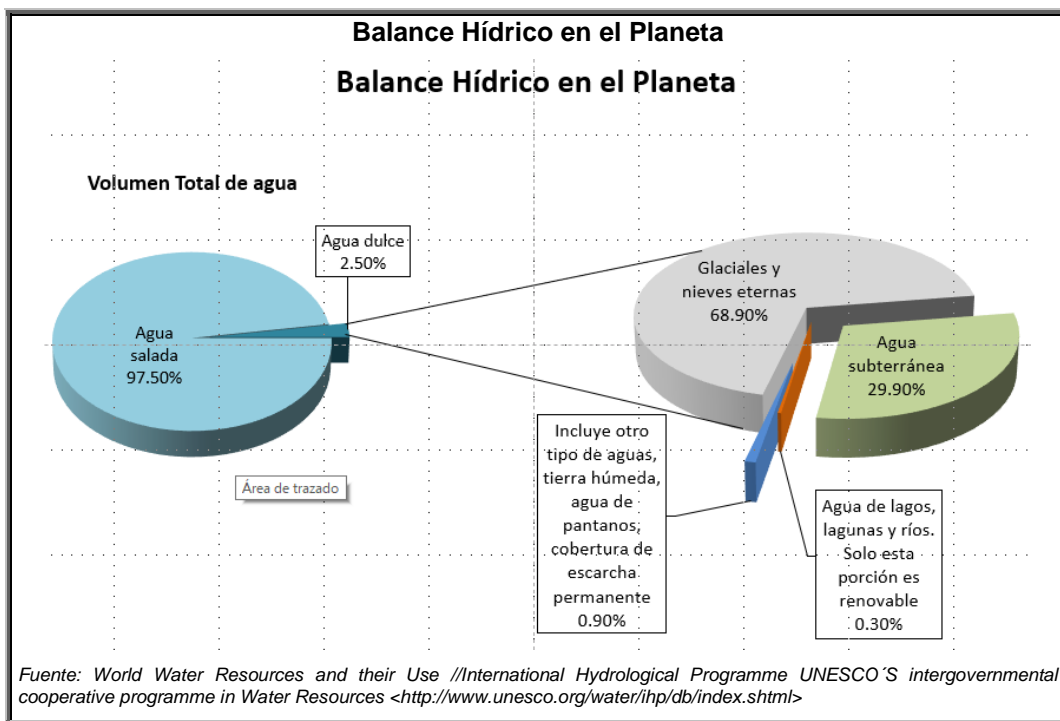 Balance Hídrico en el Planeta
Balance Hídrico en el Planeta
Volumen Total de agua
Agua dulce
2.50%
Agua
salada
97.50%
Glaciales y
nieves eternas
68.90%
Agua
subterránea
29.90%
Incluye otro
tipo de aguas,
tierra húmeda,
agua de
pantanos,
cobertura de
escarcha
permanente
0.90%
Agua de lagos,
lagunas y ríos.
Solo esta
porción es
renovable
0.30%
Área de trazado
Fuente: World Water Resources and their Use //International Hydrological Programme UNESCO´S intergovernmental
cooperative programme in Water Resources <http://www.unesco.org/water/ihp/db/index.shtml>